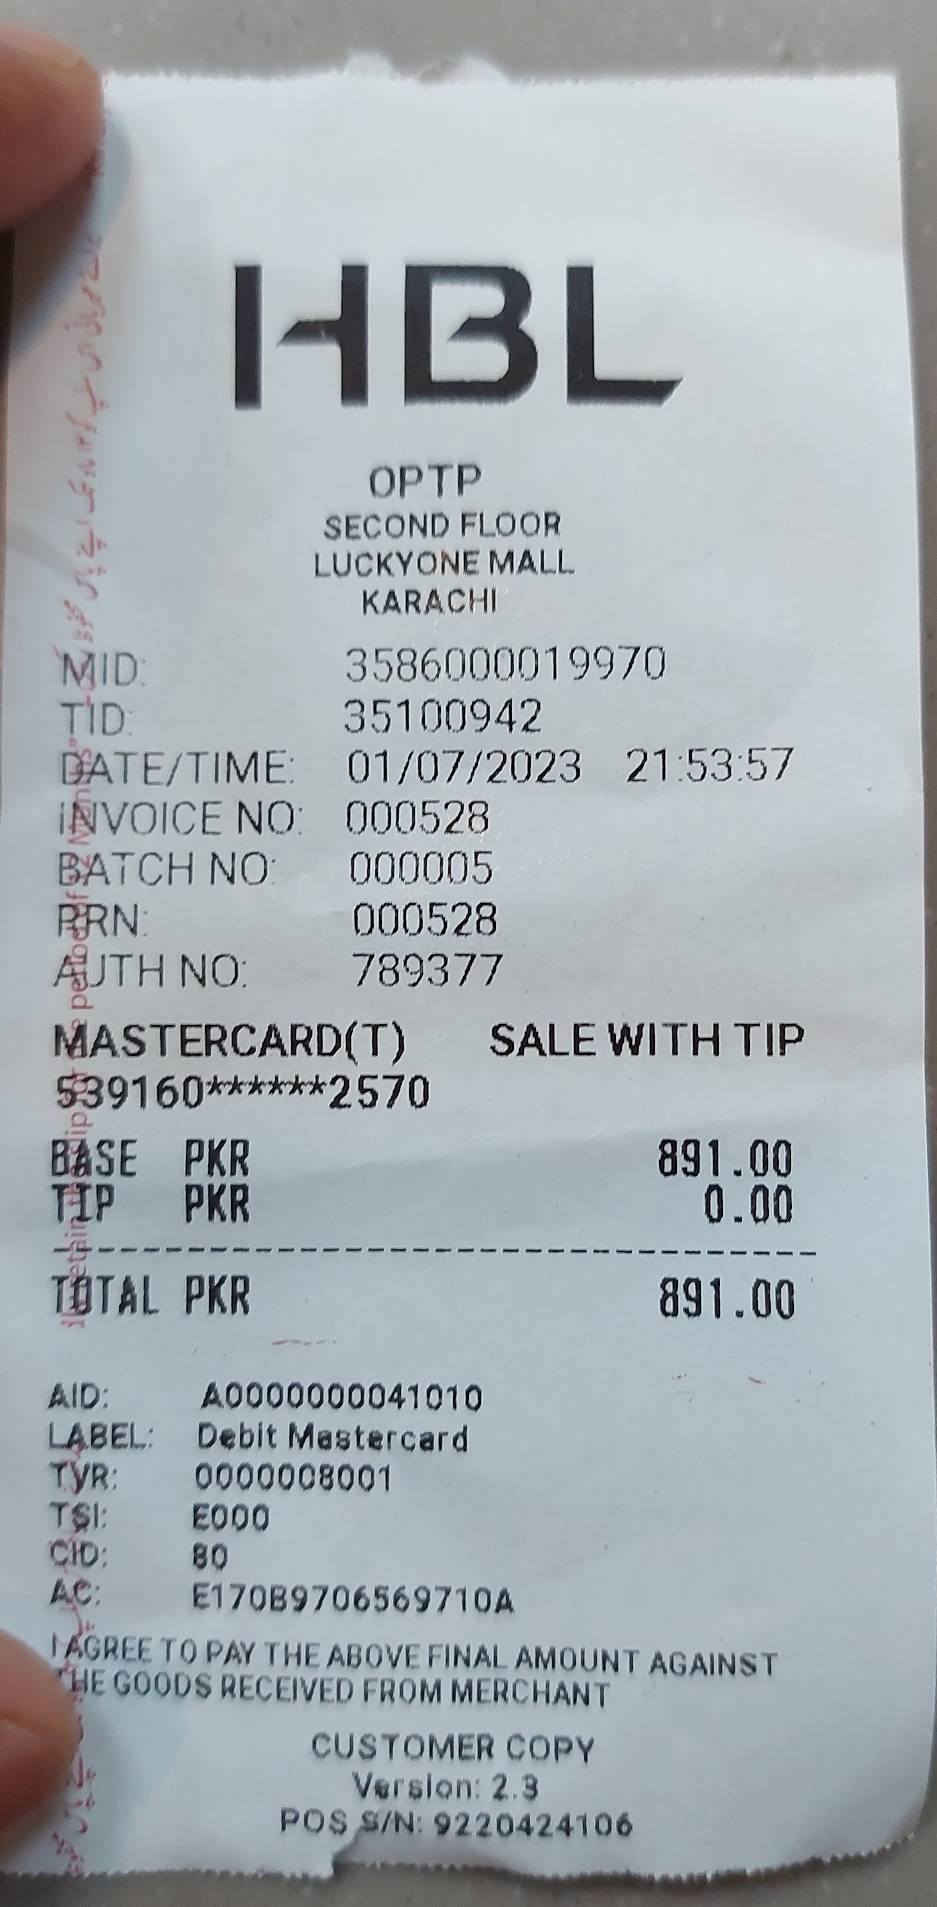 HBL
OPTP
SECOND FLOOR
LUCKYONE MALL
KARACHI
MID: 3586000019970
TID: 35100942
DATE/TIME: 01/07/2023 21:53:57
INVOICE NO: 000528
BATCH NO: 000005
RRN: 000528
AUTH NO: 789377
MASTERCARD(T) SALE WITH TIP
539160******2570
BASE PKR 891.00
TIP PKR 0.00
TOTAL PKR 891.00
AID: A0000000041010
LABEL: Debit Mastercard
TVR: 0000008001
TSI: E000
CID: 80
AC: E170B9706569710A
I AGREE TO PAY THE ABOVE FINAL AMOUNT AGAINST
THE GOODS RECEIVED FROM MERCHANT
CUSTOMER COPY
Version: 2.3
POS S/N: 9220424106